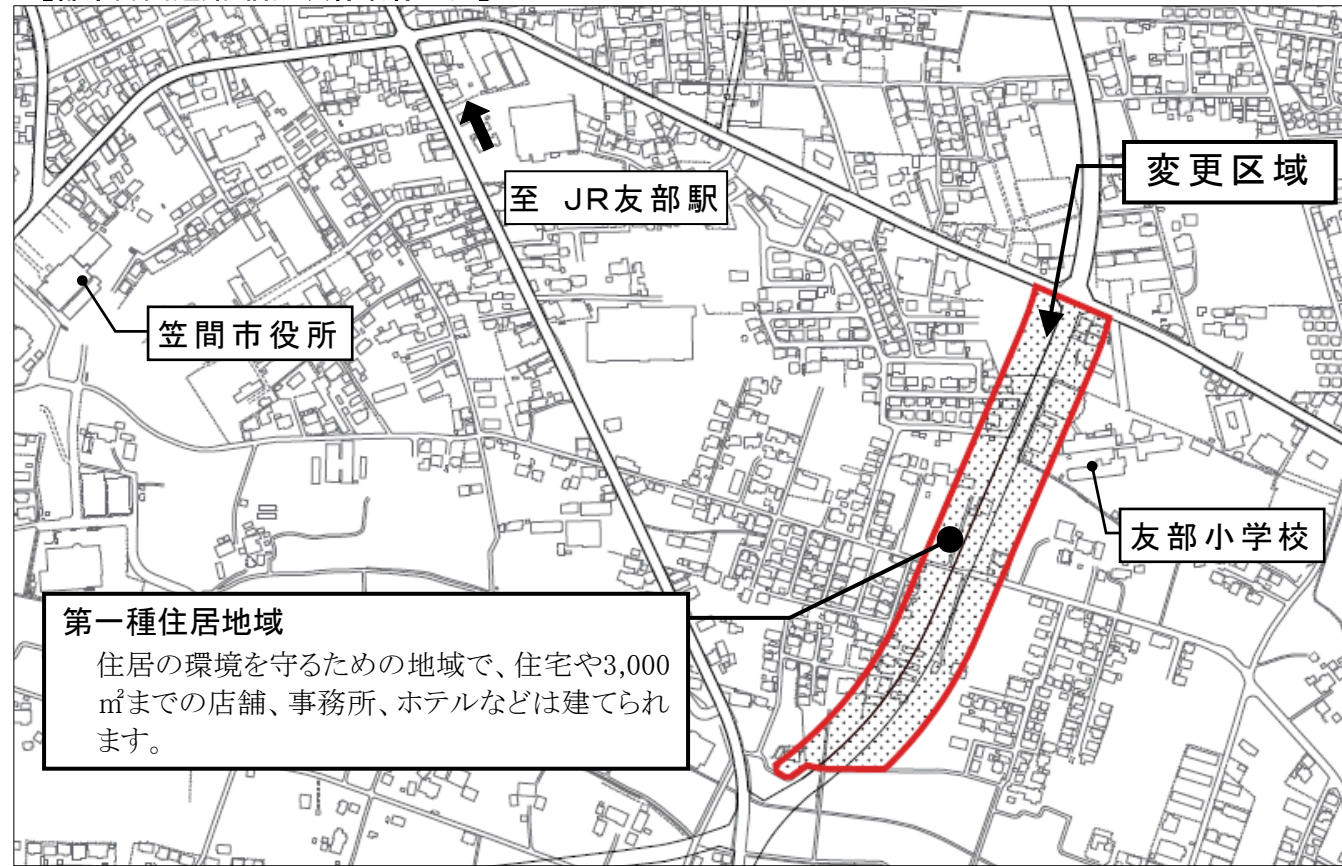 変更区域
至 JR友部駅
笠間市役所
友部小学校
第一種住居地域
住居の環境を守るための地域で、住宅や3,000
㎡までの店舗、事務所、ホテルなどは建てられ
ます。